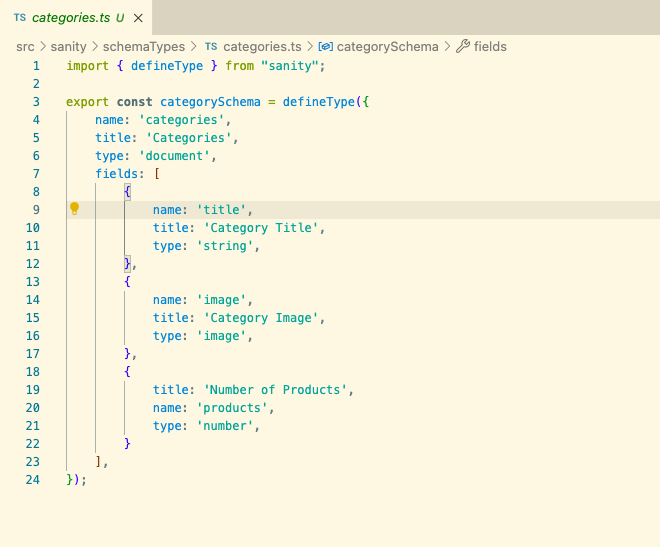 TS categories.ts U ×
src > sanity > schemaTypes > TS categories.ts > categorySchema > fields
1 import { defineType } from "sanity";
2
3 export const categorySchema = defineType({
4 name: 'categories',
5 title: 'Categories',
6 type: 'document',
7 fields: [
8 {
9 name: 'title',
10 title: 'Category Title',
11 type: 'string',
12 },
13 {
14 name: 'image',
15 title: 'Category Image',
16 type: 'image',
17 },
18 {
19 title: 'Number of Products',
20 name: 'products',
21 type: 'number',
22 }
23 ],
24 });